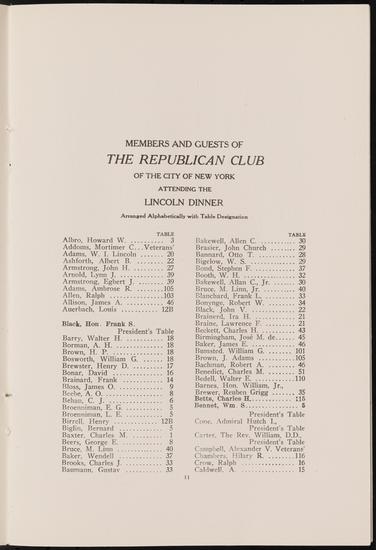 MEMBERS AND GUESTS OF
THE REPUBLICAN CLUB
OF THE CITY OF NEW YORK
ATTENDING THE
LINCOLN DINNER
Arranged Alphabetically with Table Designation
TABLE
Albro, Howard W. .......... 3
Addoms, Mortimer C...Veterans'
Adams, W. I. Lincoln ....... 20
Ashforth, Albert B. ......... 22
Armstrong, John H. ........ 27
Arnold, Lynn J. ............ 39
Armstrong, Egbert J. ....... 39
Adams, Ambrose R. ........ 105
Allen, Ralph .............. 103
Allison, James A. .......... 46
Auerbach, Louis ........... 12B
Black, Hon. Frank S.
President's Table
Barry, Walter H. ........... 18
Borman, A. H. ............. 18
Brown, H. P. .............. 18
Bosworth, William G. ....... 18
Brewster, Henry D. ......... 17
Bonar, David .............. 16
Brainard, Frank ............ 14
Bloss, James O. ............ 9
Beebe, A. O. ............... 8
Behan, C. J. ............... 6
Broenniman, E. G. .......... 5
Broenniman, L. E. .......... 5
Birrell, Henry ............. 12B
Biglin, Bernard ............ 5
Baxter, Charles M. ......... 1
Beers, George E. ........... 8
Bruce, M. Linn ............ 40
Baker, Wendell ............ 37
Brooks, Charles J. .......... 33
Baumann, Gustav .......... 33
TABLE
Bakewell, Allen C. .......... 30
Brasier, John Church ....... 29
Bannard, Otto T. ........... 28
Bigelow, W. S. ............. 29
Bond, Stephen F. ........... 37
Booth, W. H. .............. 32
Bakewell, Allan C., Jr. ...... 30
Bruce, M. Linn, Jr. ......... 40
Blanchard, Frank L. ........ 33
Bonynge, Robert W. ........ 34
Black, John V. ............. 22
Brainerd, Ira H. ............ 21
Braine, Lawrence F. ........ 21
Beckett, Charles H. ......... 43
Birmingham, José M. de..... 45
Baker, James E. ............ 46
Bumsted, William G. ....... 101
Brown, J. Adams .......... 105
Bachman, Robert A. ........ 46
Benedict, Charles M. ........ 51
Bedell, Walter E. .......... 110
Barnes, Hon. William, Jr.,
Brewer, Reuben Grigg ...... 35
Betts, Charles H. .......... 115
Bennet, Wm. S. ............. 5
President's Table
Cone, Admiral Hutch I.,
President's Table
Carter, The Rev. William, D.D.,
President's Table
Campbell, Alexander V. Veterans'
Chambers, Hilary R. ....... 116
Crow, Ralph ............... 16
Caldwell, A. ............... 15
11